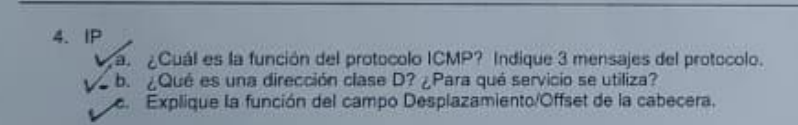 4. IP
a. ¿Cuál es la función del protocolo ICMP? Indique 3 mensajes del protocolo.
b. ¿Qué es una dirección clase D? ¿Para qué servicio se utiliza?
c. Explique la función del campo Desplazamiento/Offset de la cabecera.